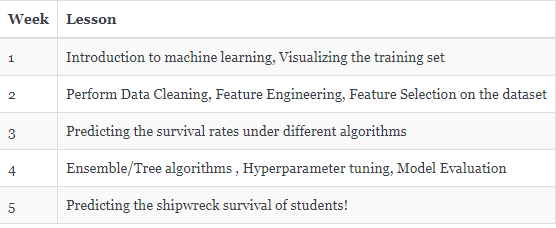 Week Lesson
1 Introduction to machine learning, Visualizing the training set
2 Perform Data Cleaning, Feature Engineering, Feature Selection on the dataset
3 Predicting the survival rates under different algorithms
4 Ensemble/Tree algorithms , Hyperparameter tuning, Model Evaluation
5 Predicting the shipwreck survival of students!